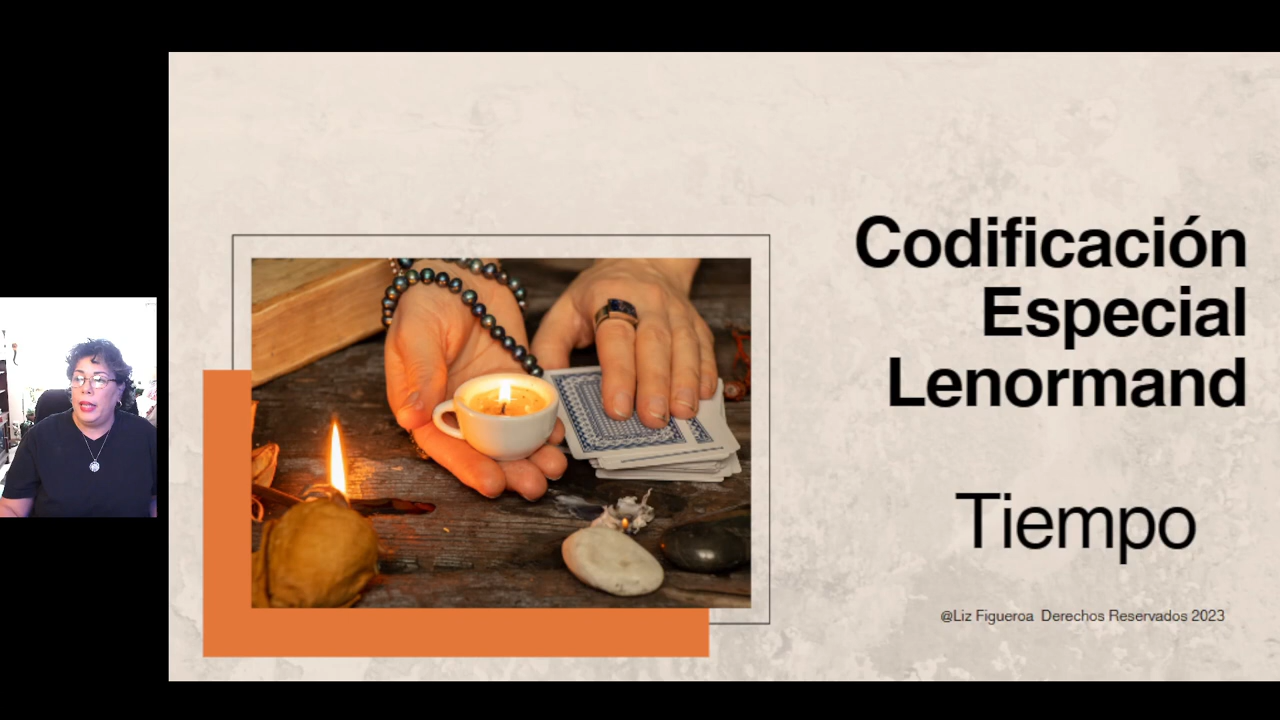 Codificación
Especial
Lenormand
Tiempo
@Liz Figueroa Derechos Reservados 2023